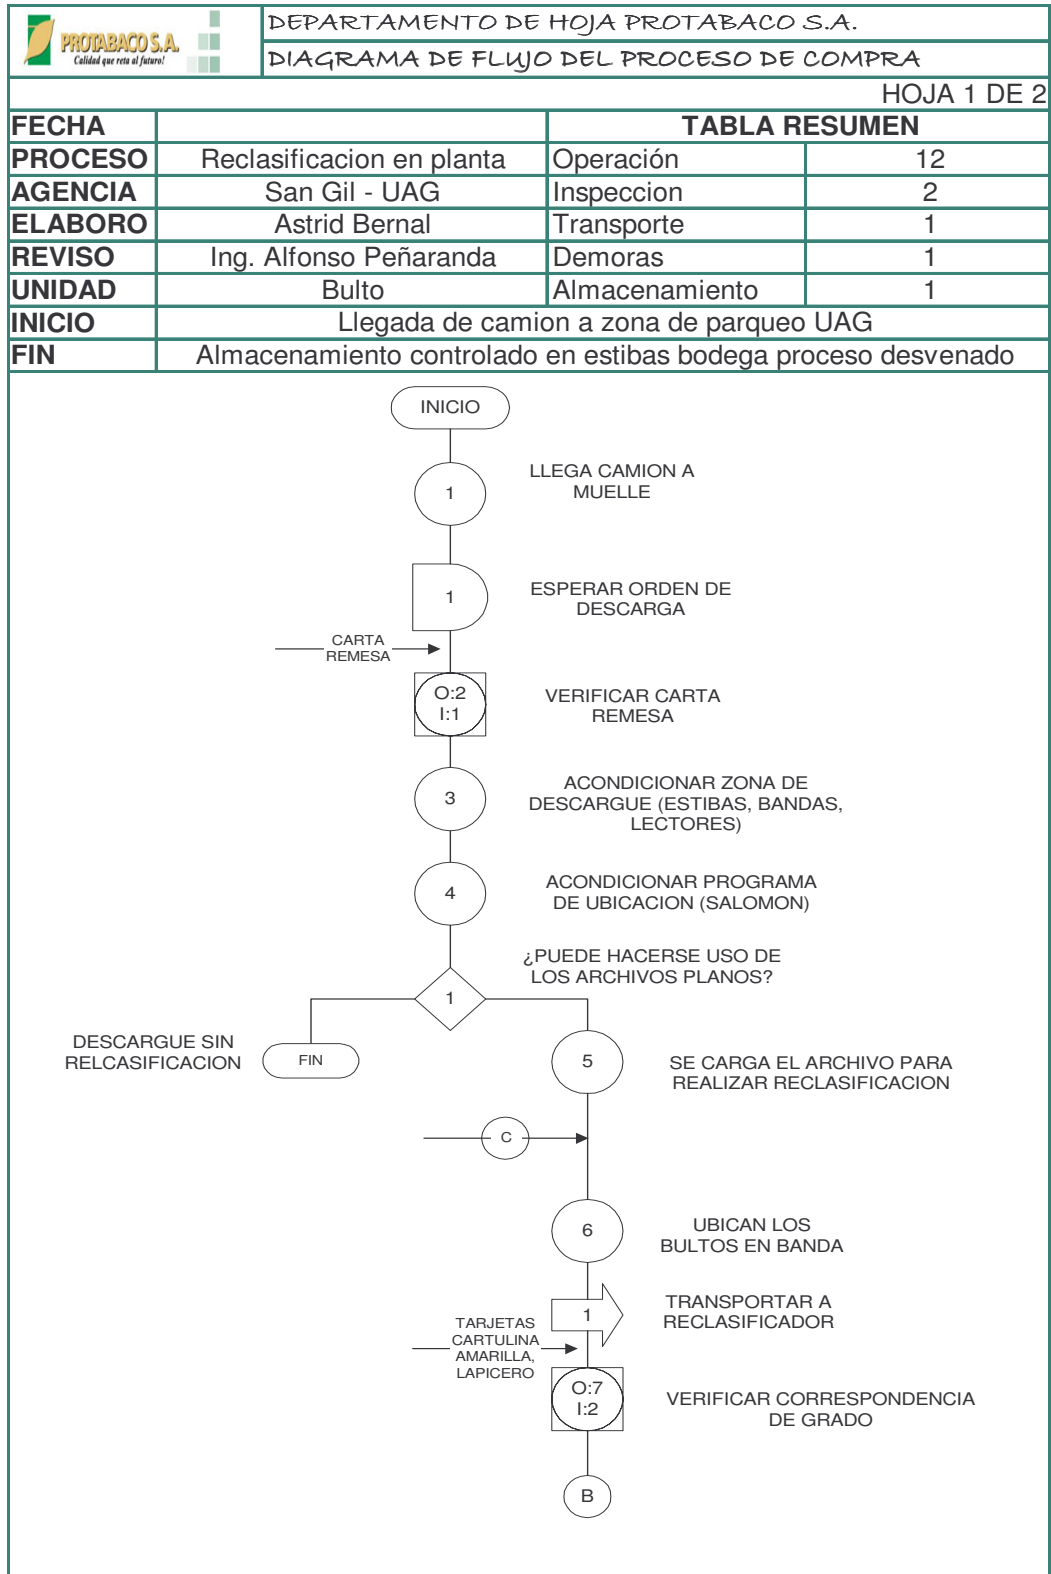 PROTABACO S.A.
Calidad que reta al futuro!
DEPARTAMENTO DE HOJA PROTABACO S.A.
DIAGRAMA DE FLUJO DEL PROCESO DE COMPRA
HOJA 1 DE 2
FECHA TABLA RESUMEN
PROCESO Reclasificacion en planta Operación 12
AGENCIA San Gil - UAG Inspeccion 2
ELABORO Astrid Bernal Transporte 1
REVISO Ing. Alfonso Peñaranda Demoras 1
UNIDAD Bulto Almacenamiento 1
INICIO Llegada de camion a zona de parqueo UAG
FIN Almacenamiento controlado en estibas bodega proceso desvenado
INICIO
1
LLEGA CAMION A
MUELLE
1
ESPERAR ORDEN DE
DESCARGA
CARTA
REMESA
O:2
I:1
VERIFICAR CARTA
REMESA
3
ACONDICIONAR ZONA DE
DESCARGUE (ESTIBAS, BANDAS,
LECTORES)
4
ACONDICIONAR PROGRAMA
DE UBICACION (SALOMON)
¿PUEDE HACERSE USO DE
LOS ARCHIVOS PLANOS?
1
DESCARGUE SIN
RELCASIFICACION
FIN
5
SE CARGA EL ARCHIVO PARA
REALIZAR RECLASIFICACION
C
6
UBICAN LOS
BULTOS EN BANDA
1
TRANSPORTAR A
RECLASIFICADOR
TARJETAS
CARTULINA
AMARILLA,
LAPICERO
O:7
I:2
VERIFICAR CORRESPONDENCIA
DE GRADO
B